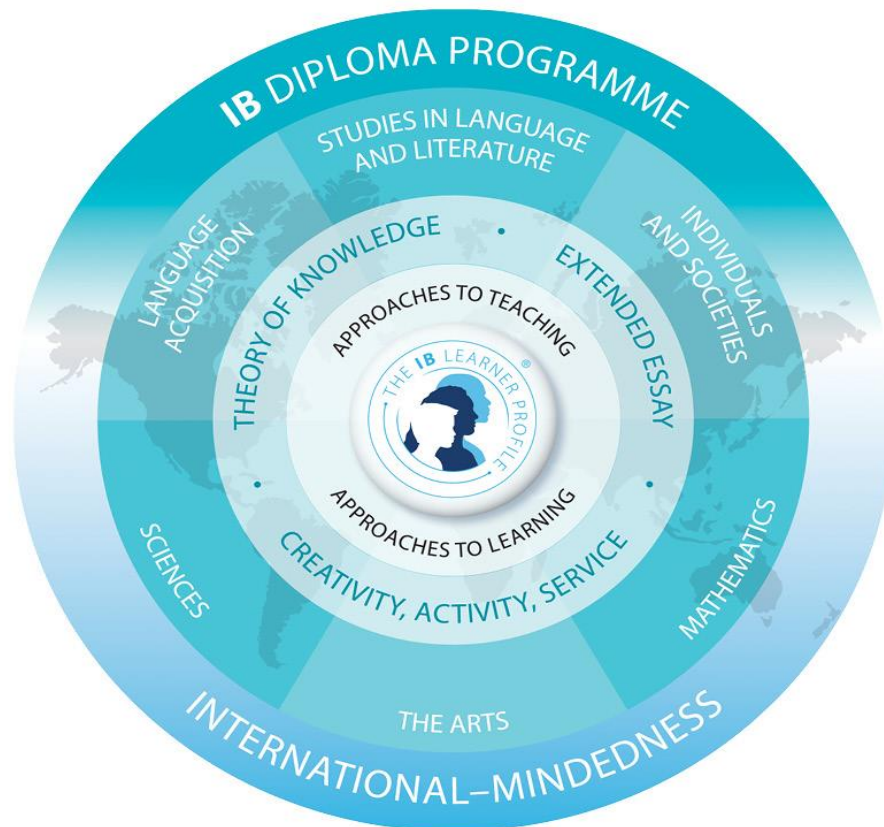 IB DIPLOMA PROGRAMME
STUDIES IN LANGUAGE
AND LITERATURE
LANGUAGE
ACQUISITION
INDIVIDUALS
AND SOCIETIES
THEORY OF KNOWLEDGE
•
EXTENDED ESSAY
APPROACHES TO TEACHING
• THE IB LEARNER PROFILE •
®
APPROACHES TO LEARNING
•
CREATIVITY, ACTIVITY, SERVICE
•
SCIENCES
MATHEMATICS
THE ARTS
INTERNATIONAL–MINDEDNESS